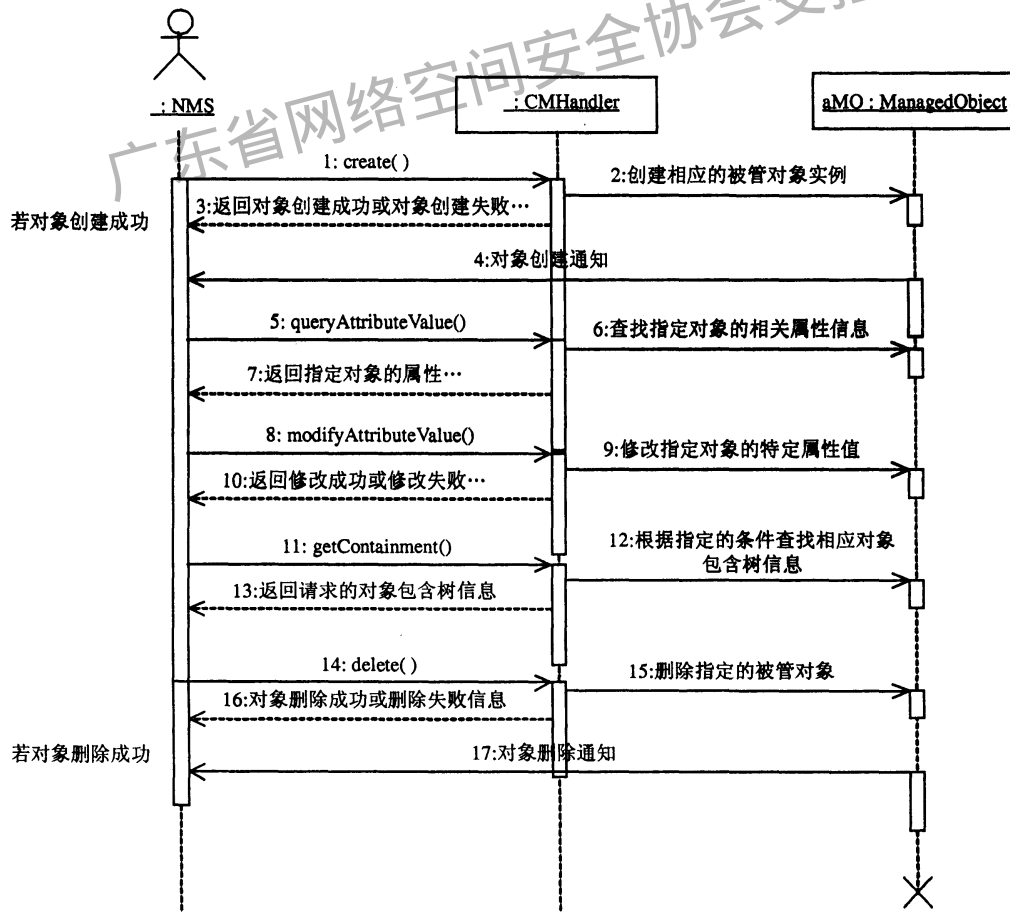 广东省网络空间安全协会受控
: NMS
: CMHandler
aMO : ManagedObject
1: create( )
2:创建相应的被管对象实例
3:返回对象创建成功或对象创建失败…
若对象创建成功
4:对象创建通知
5: queryAttributeValue()
6:查找指定对象的相关属性信息
7:返回指定对象的属性…
8: modifyAttributeValue()
9:修改指定对象的特定属性值
10:返回修改成功或修改失败…
11: getContainment()
12:根据指定的条件查找相应对象
包含树信息
13:返回请求的对象包含树信息
14: delete( )
15:删除指定的被管对象
16:对象删除成功或删除失败信息
若对象删除成功
17:对象删除通知